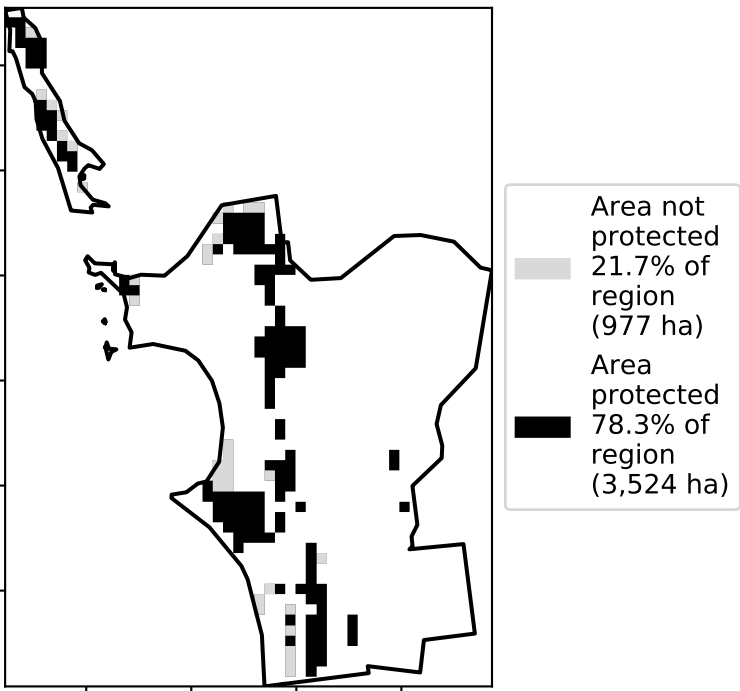 Area not
protected
21.7% of
region
(977 ha)
Area
protected
78.3% of
region
(3,524 ha)